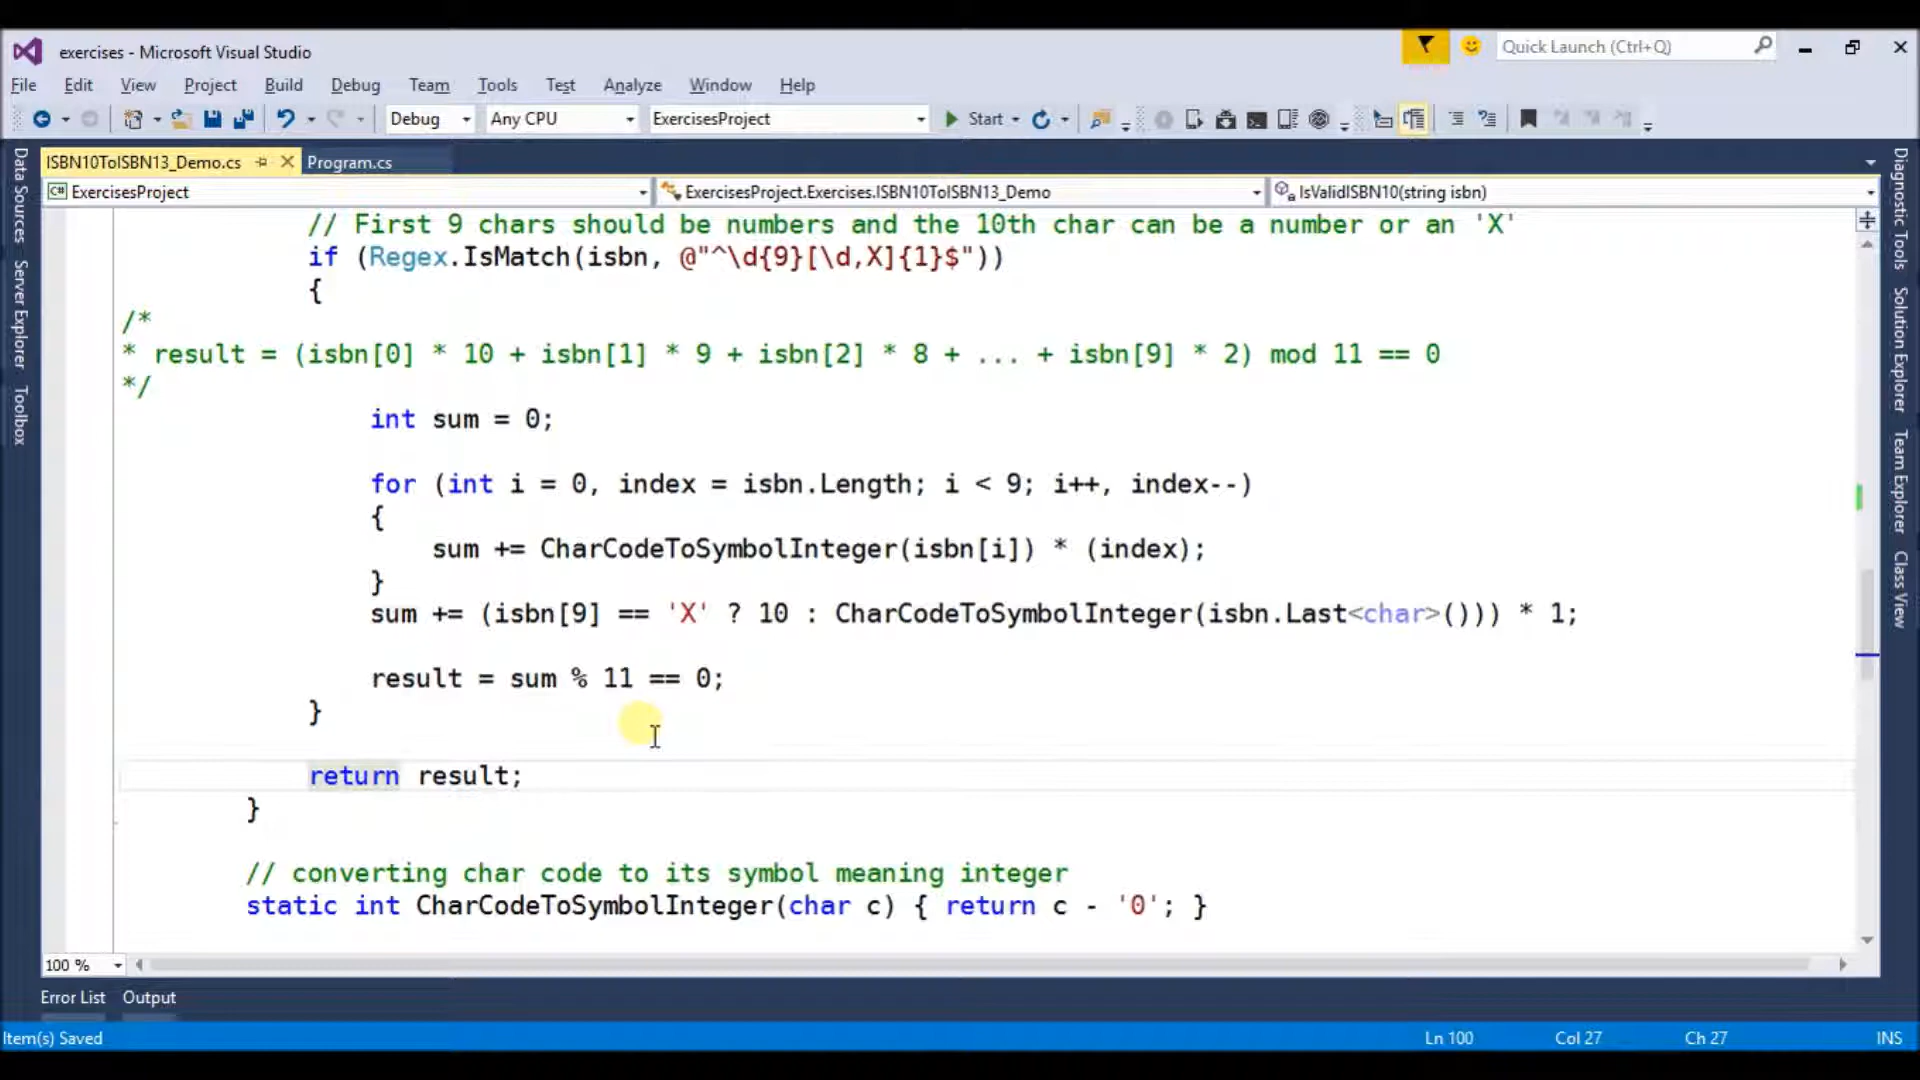 exercises - Microsoft Visual Studio
Quick Launch (Ctrl+Q)
File Edit View Project Build Debug Team Tools Test Analyze Window Help
Debug Any CPU ExercisesProject Start
ISBN10ToISBN13_Demo.cs Program.cs
C# ExercisesProject ExercisesProject.Exercises.ISBN10ToISBN13_Demo IsValidISBN10(string isbn)
Data Sources
Server Explorer
Toolbox
// First 9 chars should be numbers and the 10th char can be a number or an 'X'
if (Regex.IsMatch(isbn, @"^\d{9}[\d,X]{1}$"))
{
/*
* result = (isbn[0] * 10 + isbn[1] * 9 + isbn[2] * 8 + ... + isbn[9] * 2) mod 11 == 0
*/
int sum = 0;
for (int i = 0, index = isbn.Length; i < 9; i++, index--)
{
sum += CharCodeToSymbolInteger(isbn[i]) * (index);
}
sum += (isbn[9] == 'X' ? 10 : CharCodeToSymbolInteger(isbn.Last<char>())) * 1;
result = sum % 11 == 0;
}
return result;
}
// converting char code to its symbol meaning integer
static int CharCodeToSymbolInteger(char c) { return c - '0'; }
Diagnostic Tools
Solution Explorer
Team Explorer
Class View
100 %
Error List Output
Item(s) Saved Ln 100 Col 27 Ch 27 INS